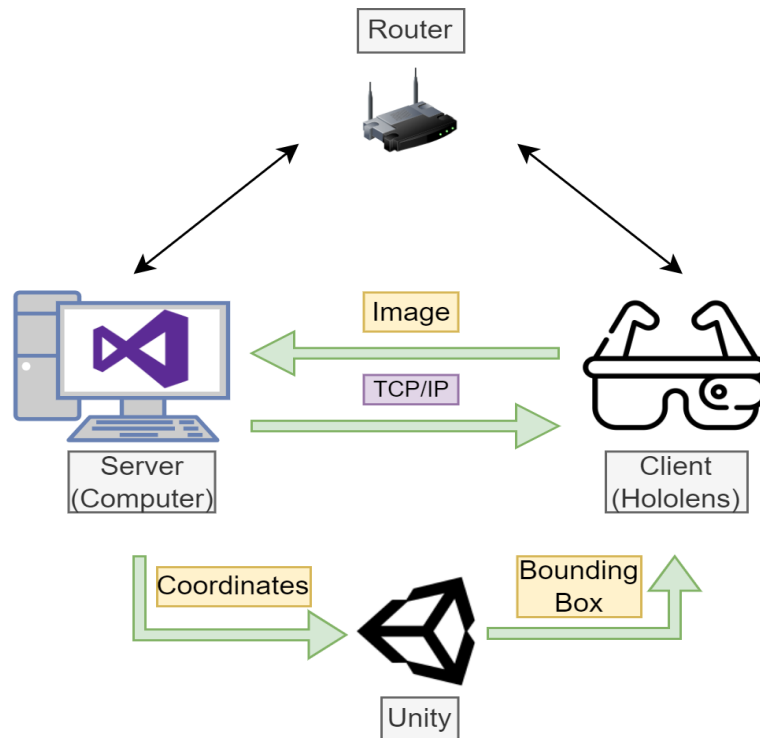 Router
Image
TCP/IP
Server
(Computer)
Client
(Hololens)
Coordinates
Bounding
Box
Unity